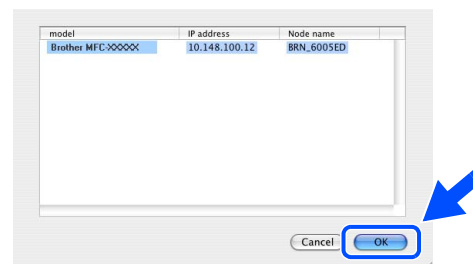 model IP address Node name
Brother MFC-XXXXX 10.148.100.12 BRN_6005ED
Cancel OK